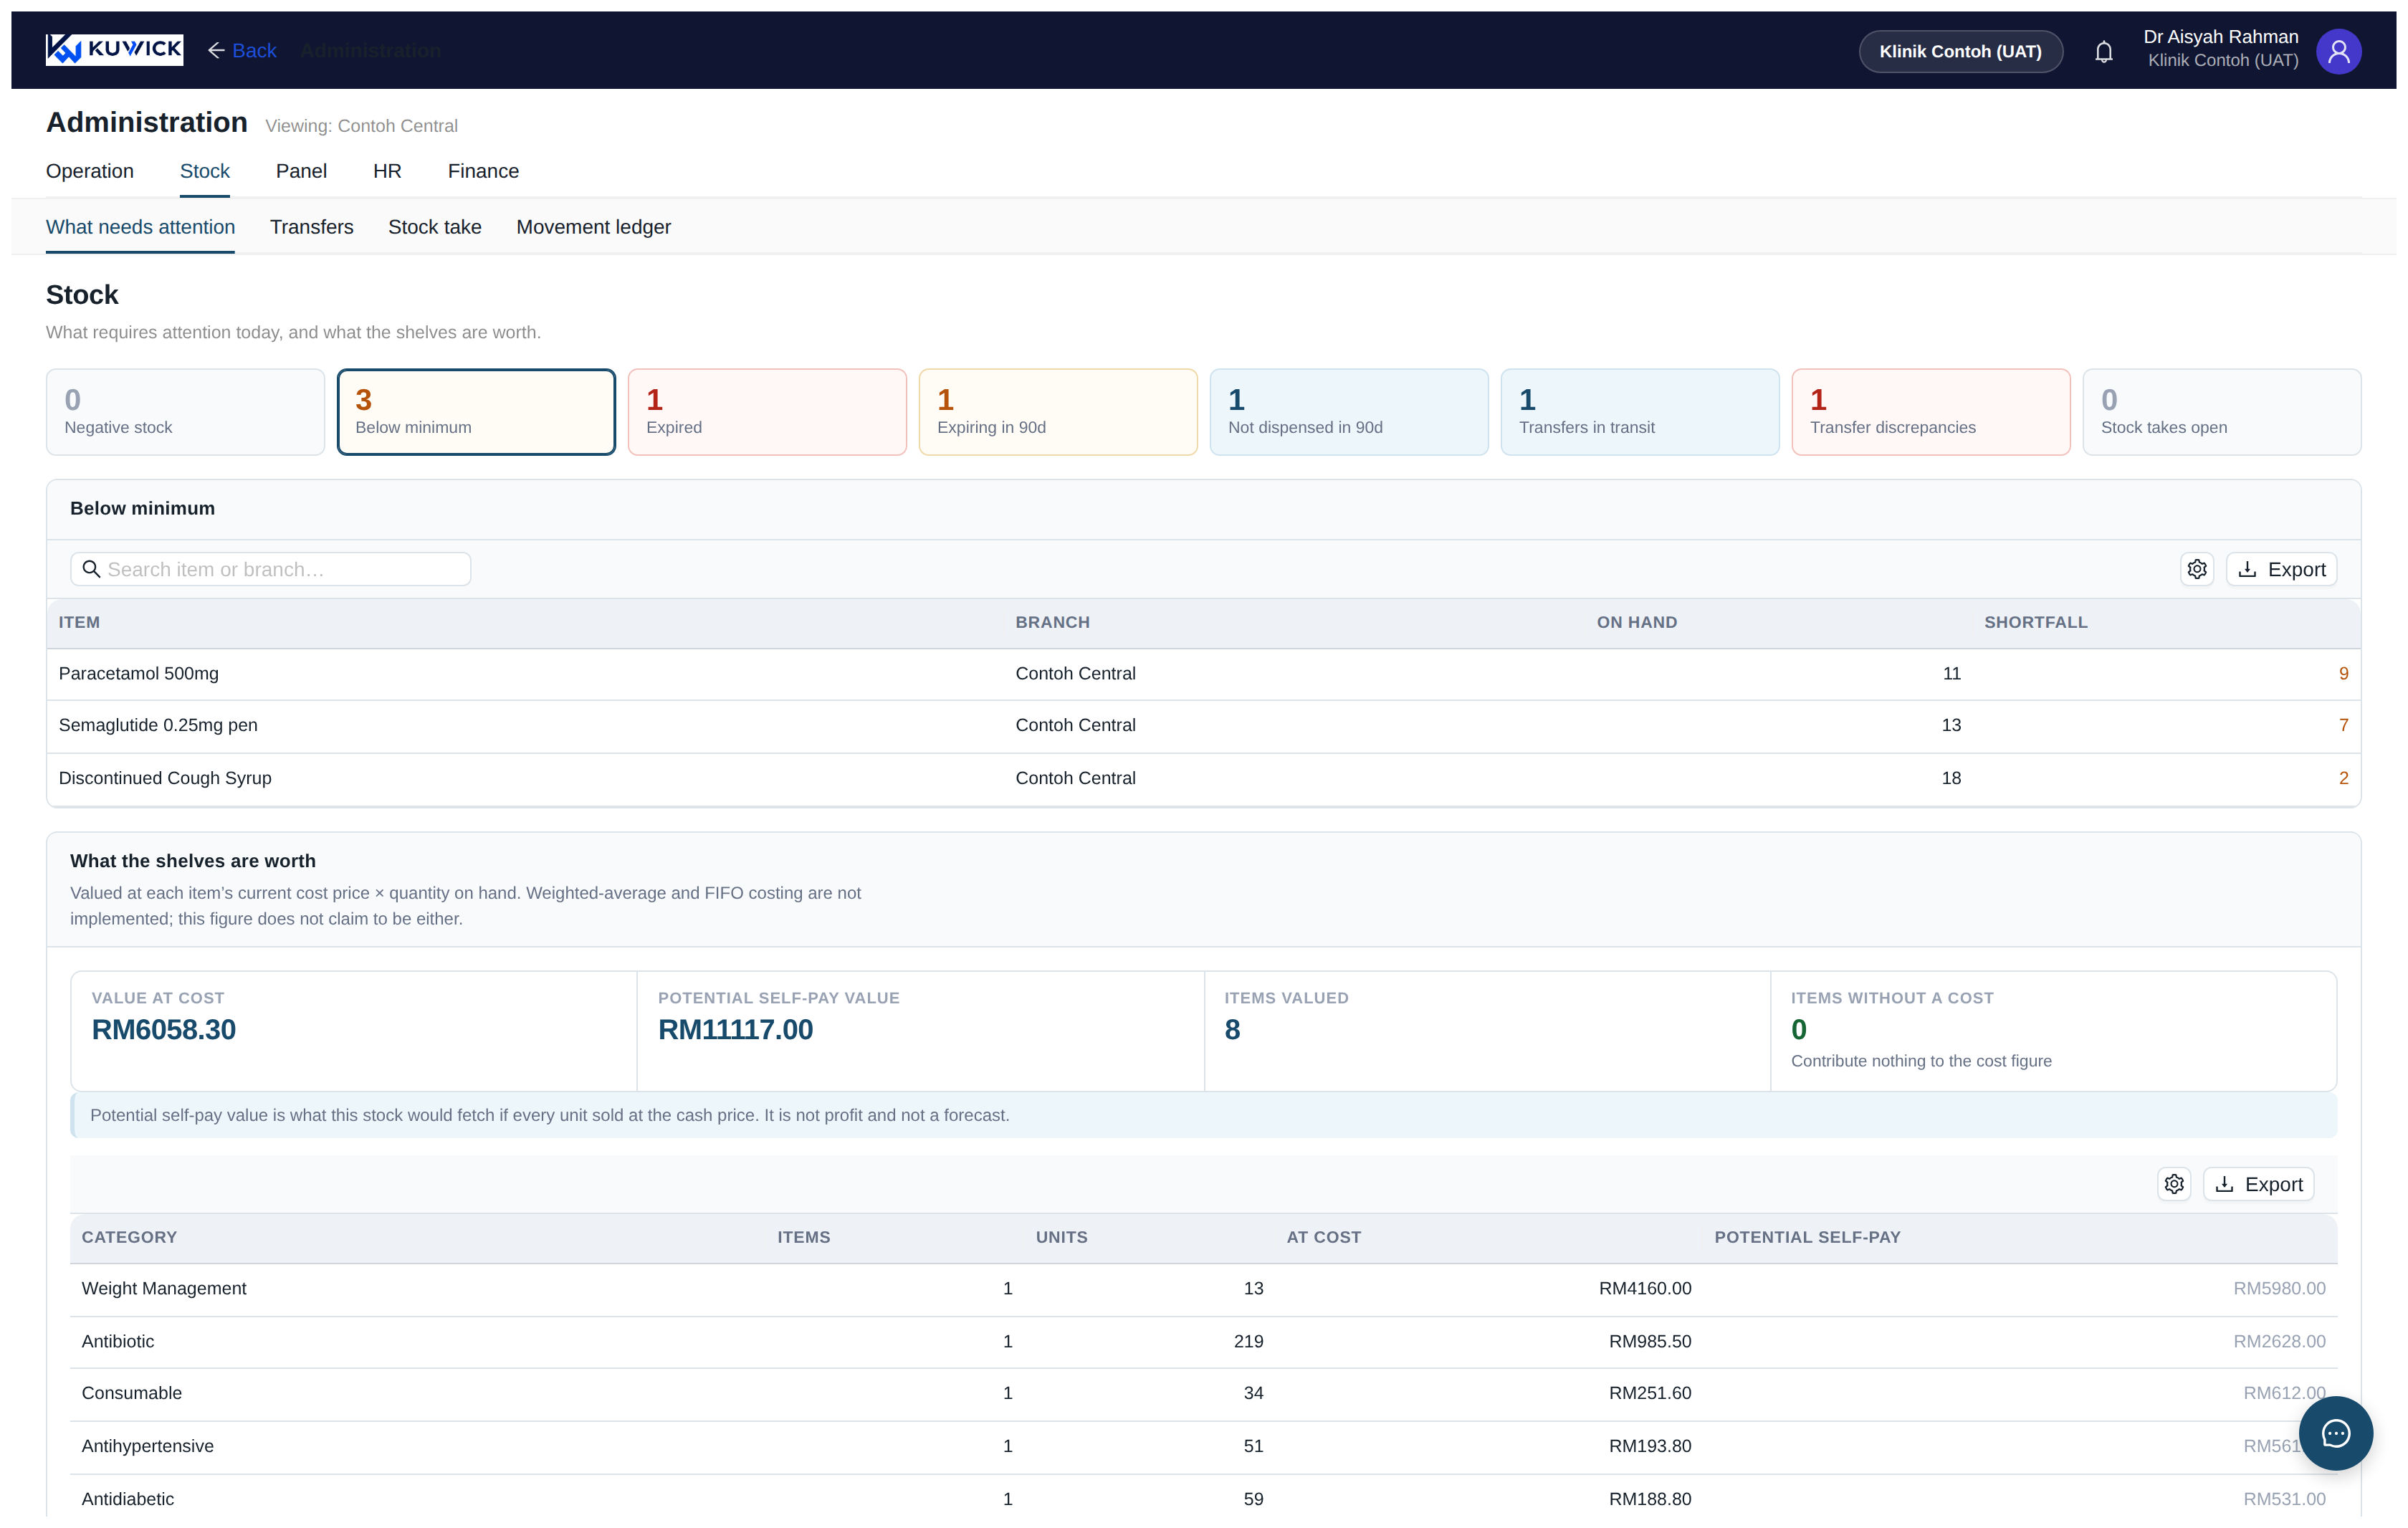 KUWICK
Back
Administration
Klinik Contoh (UAT)
Dr Aisyah Rahman
Klinik Contoh (UAT)
Administration
Viewing: Contoh Central
Operation Stock Panel HR Finance
What needs attention Transfers Stock take Movement ledger
Stock
What requires attention today, and what the shelves are worth.
0
Negative stock
3
Below minimum
1
Expired
1
Expiring in 90d
1
Not dispensed in 90d
1
Transfers in transit
1
Transfer discrepancies
0
Stock takes open
Below minimum
Search item or branch…
Export
ITEM BRANCH ON HAND SHORTFALL
Paracetamol 500mg Contoh Central 11 9
Semaglutide 0.25mg pen Contoh Central 13 7
Discontinued Cough Syrup Contoh Central 18 2
What the shelves are worth
Valued at each item’s current cost price × quantity on hand. Weighted-average and FIFO costing are not
implemented; this figure does not claim to be either.
VALUE AT COST
RM6058.30
POTENTIAL SELF-PAY VALUE
RM11117.00
ITEMS VALUED
8
ITEMS WITHOUT A COST
0
Contribute nothing to the cost figure
Potential self-pay value is what this stock would fetch if every unit sold at the cash price. It is not profit and not a forecast.
Export
CATEGORY ITEMS UNITS AT COST POTENTIAL SELF-PAY
Weight Management 1 13 RM4160.00 RM5980.00
Antibiotic 1 219 RM985.50 RM2628.00
Consumable 1 34 RM251.60 RM612.00
Antihypertensive 1 51 RM193.80
Antidiabetic 1 59 RM188.80 RM531.00